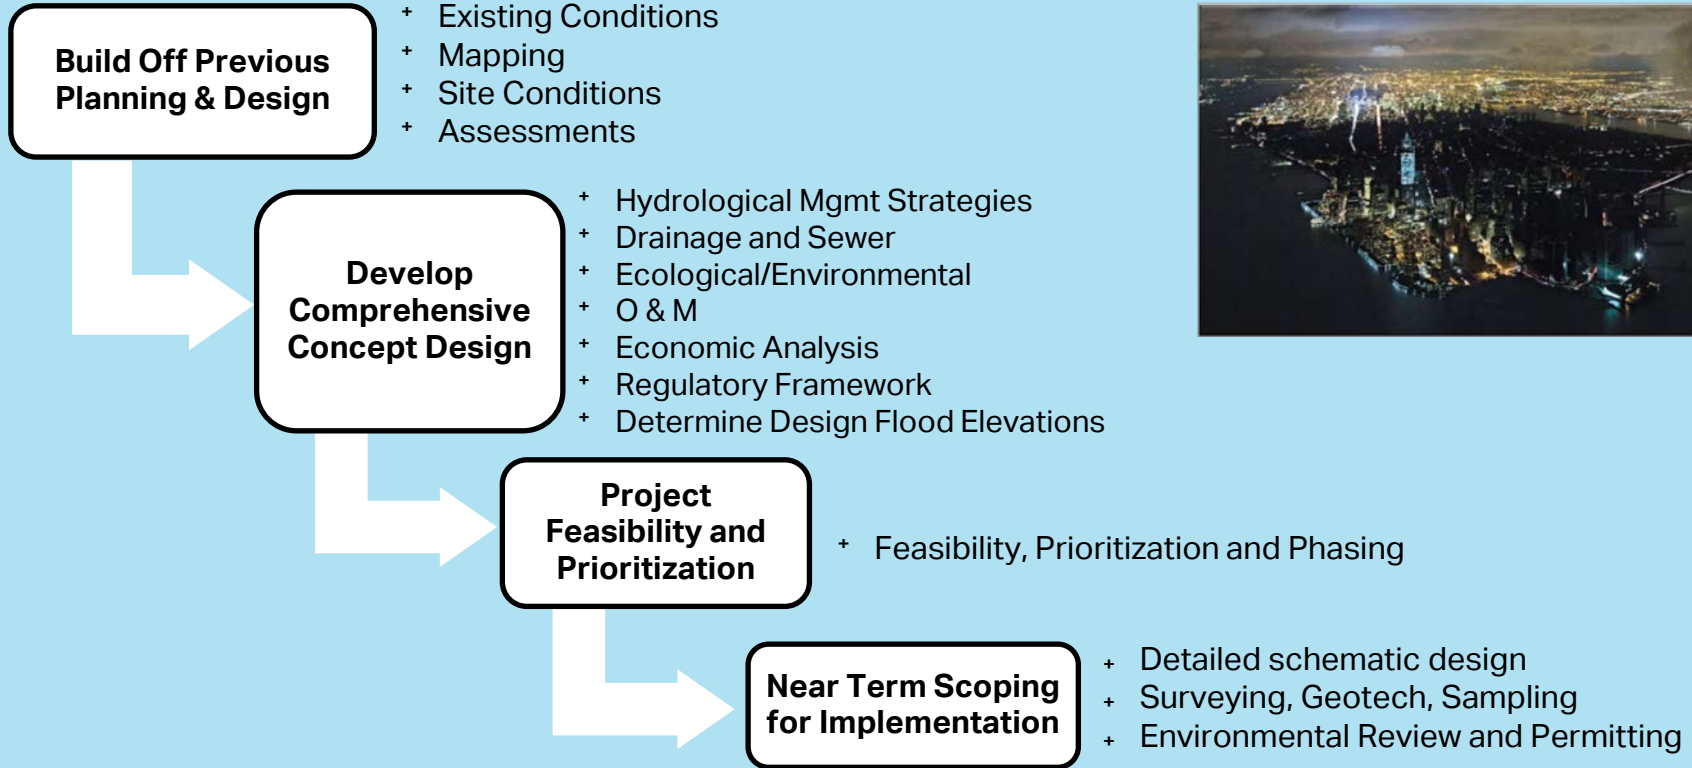 Build Off Previous
Planning & Design
+ Existing Conditions
+ Mapping
+ Site Conditions
+ Assessments
Develop
Comprehensive
Concept Design
+ Hydrological Mgmt Strategies
+ Drainage and Sewer
+ Ecological/Environmental
+ O & M
+ Economic Analysis
+ Regulatory Framework
+ Determine Design Flood Elevations
Project
Feasibility and
Prioritization
+ Feasibility, Prioritization and Phasing
Near Term Scoping
for Implementation
+ Detailed schematic design
+ Surveying, Geotech, Sampling
+ Environmental Review and Permitting